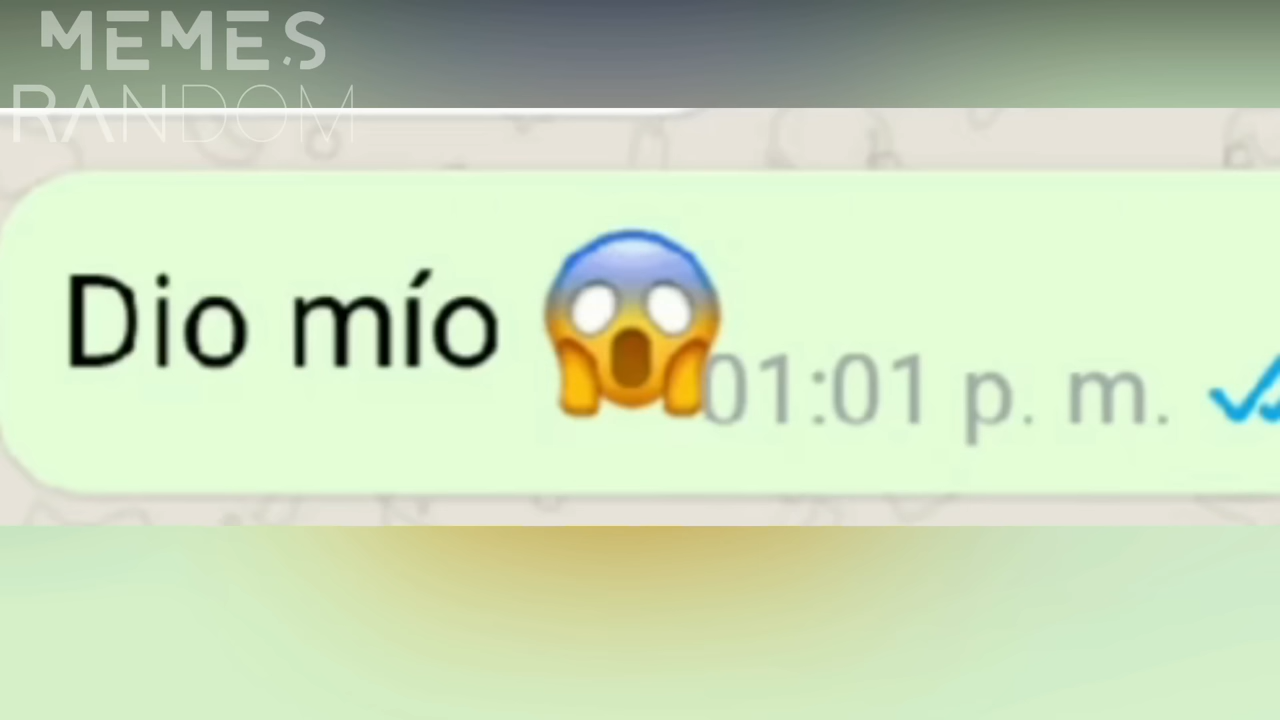 MEMES
RANDOM
Dio mío 😱
01:01 p. m.